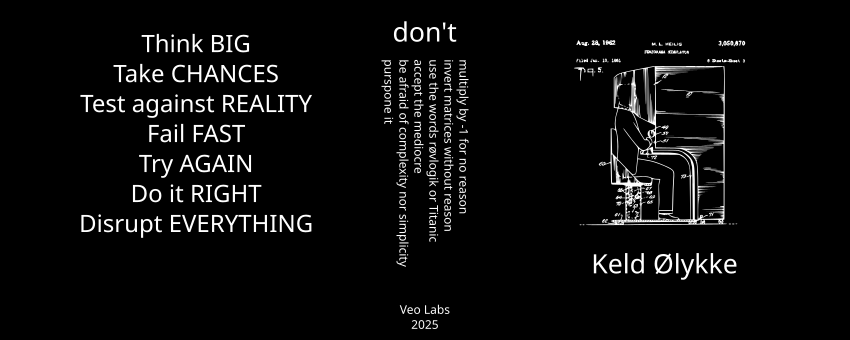 Think BIG
Take CHANCES
Test against REALITY
Fail FAST
Try AGAIN
Do it RIGHT
Disrupt EVERYTHING
don't
multiply by -1 for no reason
invert matrices without reason
use the words røvlogik or Titanic
accept the mediocre
be afraid of complexity nor simplicity
purspone it
Veo Labs
2025
Aug. 28, 1962
M. L. HEILIG
3,050,870
SENSORAMA SIMULATOR
Filed Jan. 10, 1961
8 Sheets-Sheet 3
Fig. 5.
Keld Ølykke